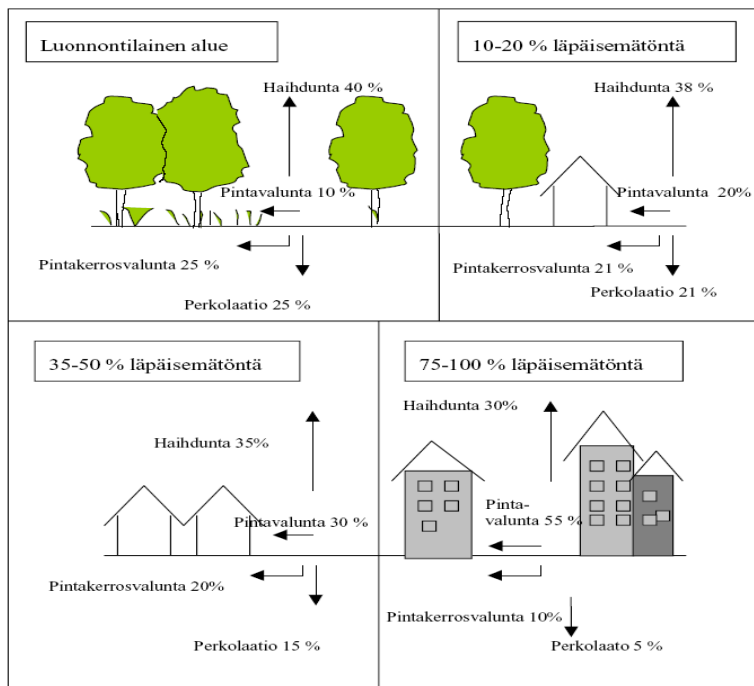 Luonnontilainen alue
Haihdunta 40 %
Pintavalunta 10 %
Pintakerrosvalunta 25 %
Perkolaatio 25 %
10-20 % läpäisemätöntä
Haihdunta 38 %
Pintavalunta 20%
Pintakerrosvalunta 21 %
Perkolaatio 21 %
35-50 % läpäisemätöntä
Haihdunta 35%
Pintavalunta 30 %
Pintakerrosvalunta 20%
Perkolaatio 15 %
75-100 % läpäisemätöntä
Haihdunta 30%
Pinta-
valunta 55 %
Pintakerrosvalunta 10%
Perkolaato 5 %